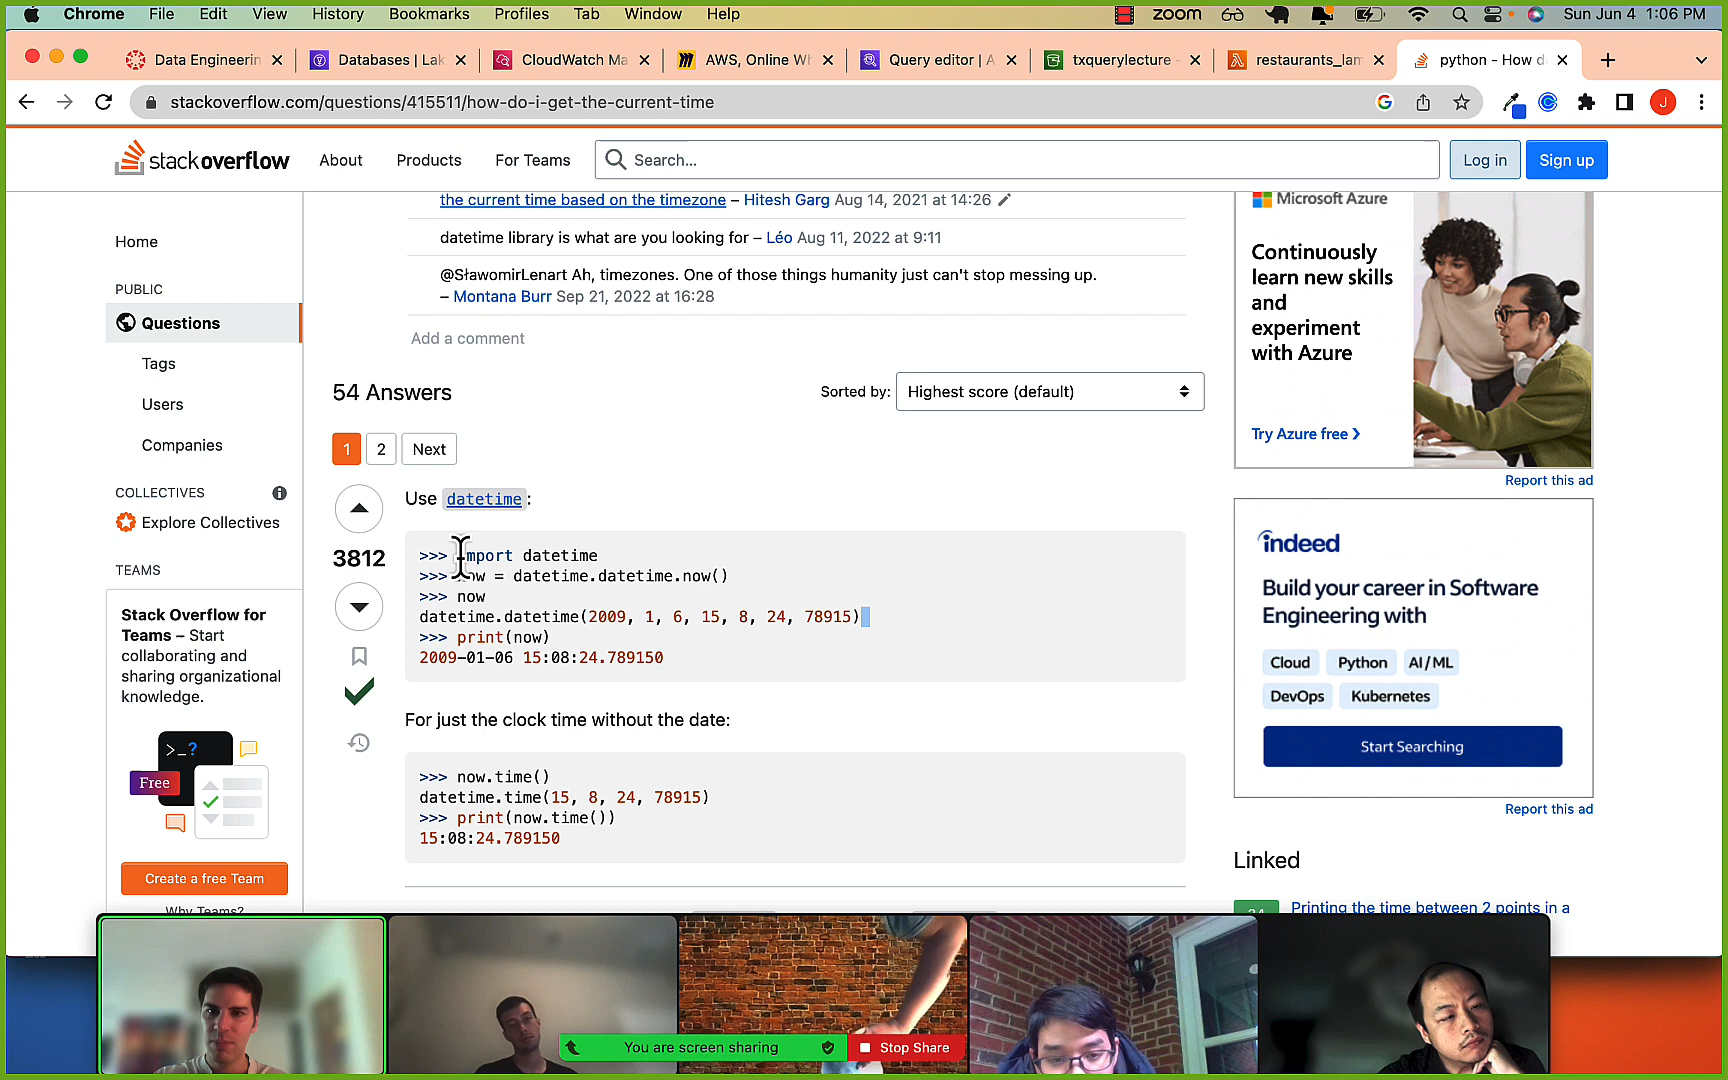 Chrome File Edit View History Bookmarks Profiles Tab Window Help zoom Sun Jun 4 1:06 PM
Data Engineerin Databases | Lak CloudWatch Ma AWS, Online Wh Query editor | A txquerylecture - restaurants_lam python - How do
stackoverflow.com/questions/415511/how-do-i-get-the-current-time J
stackoverflow About Products For Teams Search... Log in Sign up
Home
PUBLIC
Questions
Tags
Users
Companies
COLLECTIVES
Explore Collectives
TEAMS
Stack Overflow for
Teams – Start
collaborating and
sharing organizational
knowledge.
>_?
Free
Create a free Team
Why Teams?
the current time based on the timezone – Hitesh Garg Aug 14, 2021 at 14:26
datetime library is what are you looking for – Léo Aug 11, 2022 at 9:11
@SławomirLenart Ah, timezones. One of those things humanity just can't stop messing up.
– Montana Burr Sep 21, 2022 at 16:28
Add a comment
54 Answers
Sorted by: Highest score (default)
1 2 Next
3812
Use datetime:
>>> import datetime
>>> now = datetime.datetime.now()
>>> now
datetime.datetime(2009, 1, 6, 15, 8, 24, 78915)
>>> print(now)
2009-01-06 15:08:24.789150
For just the clock time without the date:
>>> now.time()
datetime.time(15, 8, 24, 78915)
>>> print(now.time())
15:08:24.789150
Microsoft Azure
Continuously
learn new skills
and
experiment
with Azure
Try Azure free ❯
Report this ad
indeed
Build your career in Software
Engineering with
Cloud Python AI/ML
DevOps Kubernetes
Start Searching
Report this ad
Linked
Printing the time between 2 points in a
You are screen sharing Stop Share